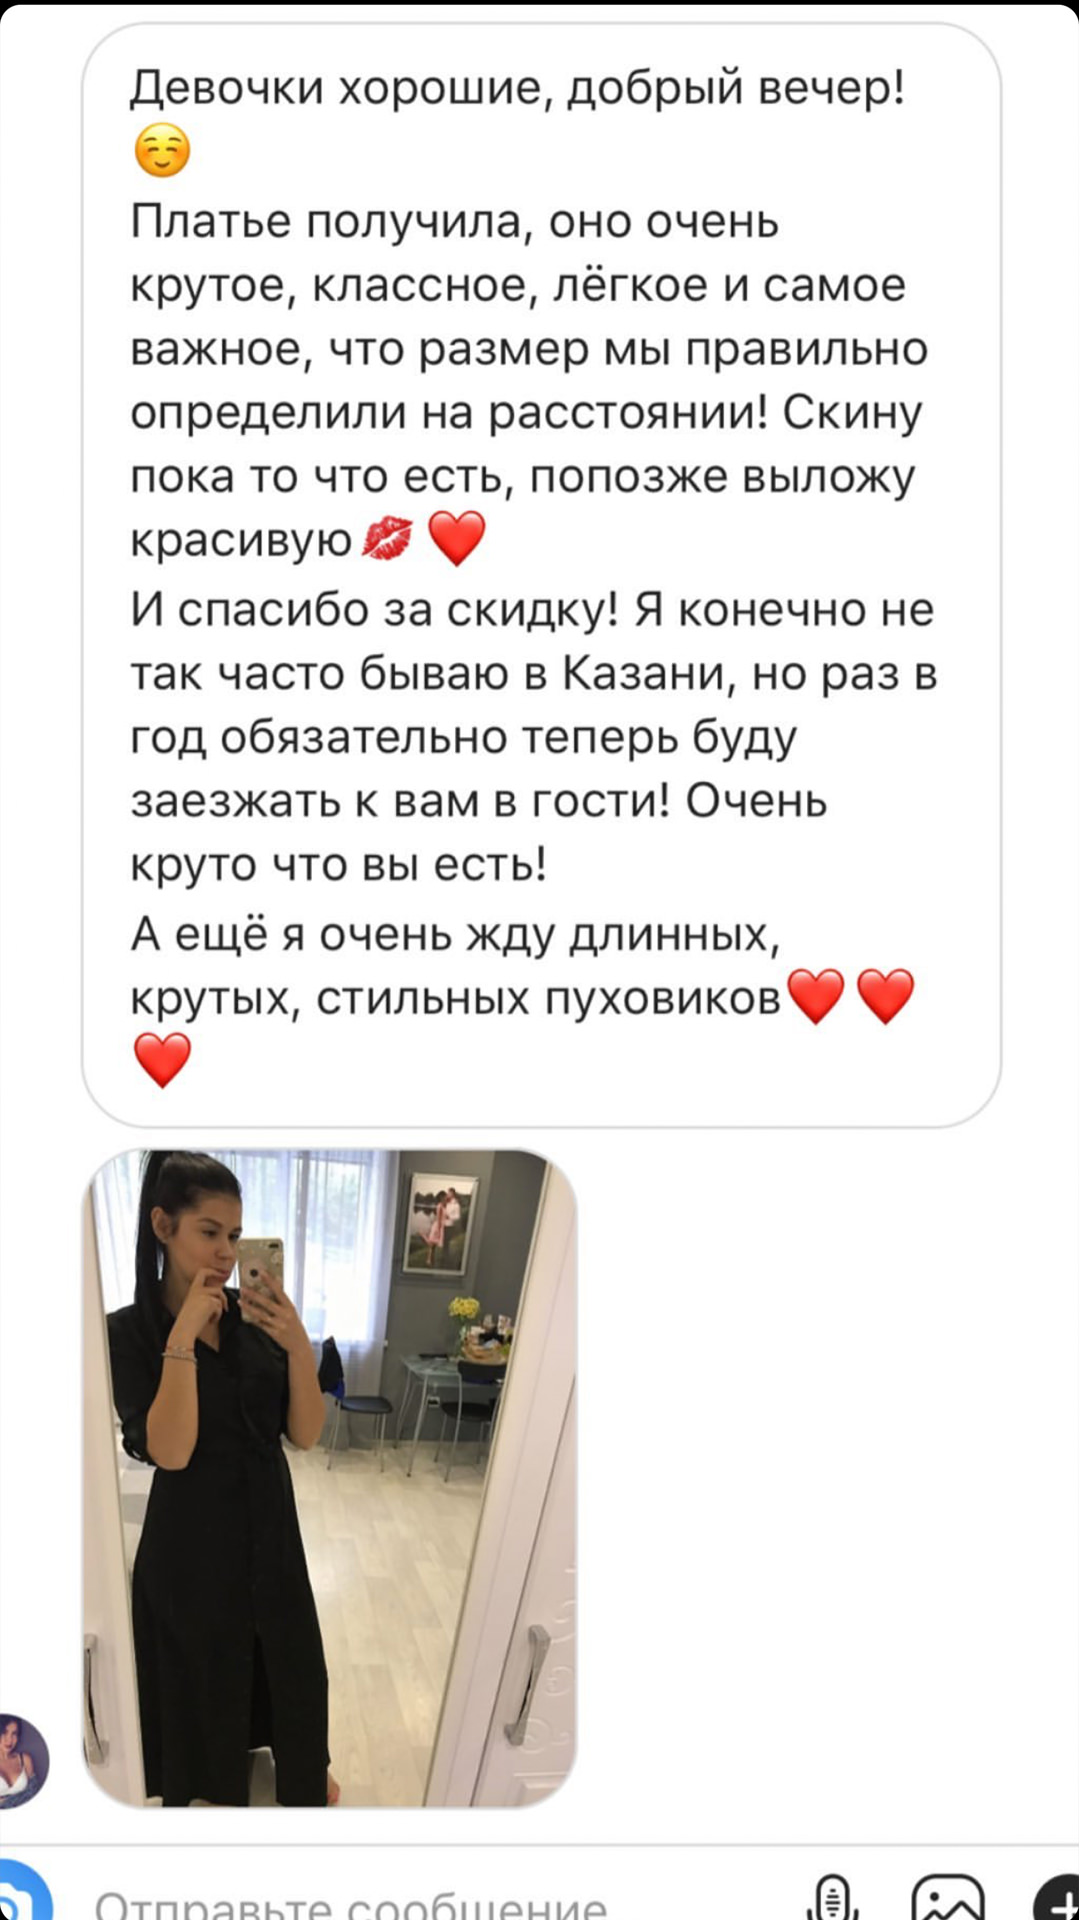 Девочки хорошие, добрый вечер!
☺️
Платье получила, оно очень
крутое, классное, лёгкое и самое
важное, что размер мы правильно
определили на расстоянии! Скину
пока то что есть, попозже выложу
красивую💋❤️
И спасибо за скидку! Я конечно не
так часто бываю в Казани, но раз в
год обязательно теперь буду
заезжать к вам в гости! Очень
круто что вы есть!
А ещё я очень жду длинных,
крутых, стильных пуховиков❤️❤️
❤️
Отправьте сообщение